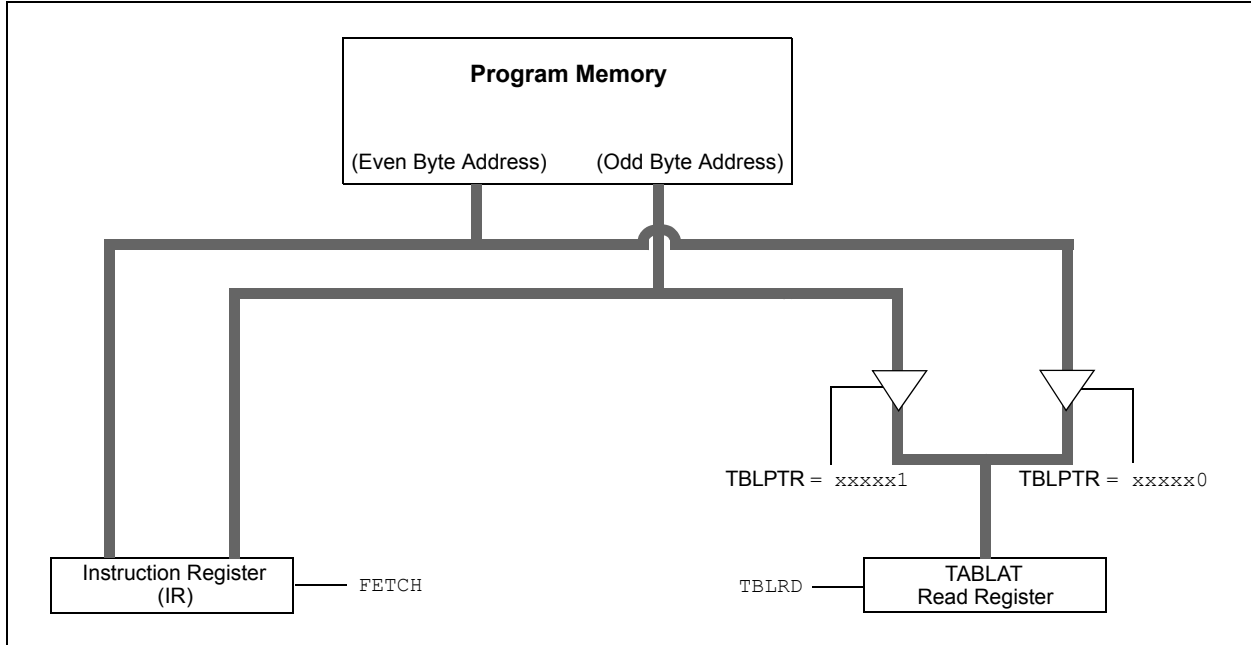 Program Memory
(Even Byte Address) (Odd Byte Address)
TBLPTR = xxxxx1 TBLPTR = xxxxx0
Instruction Register
(IR)
FETCH
TBLRD
TABLAT
Read Register